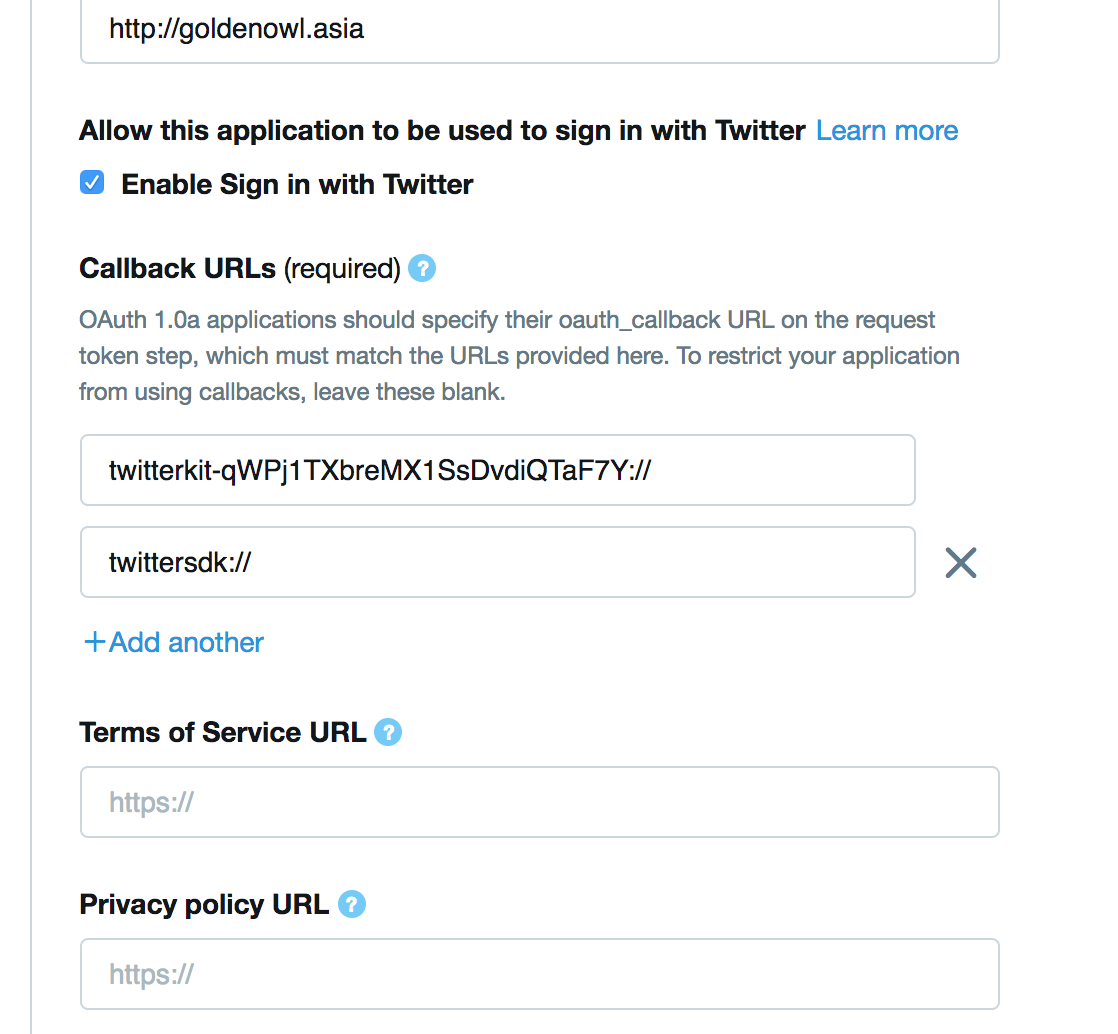 http://goldenowl.asia
Allow this application to be used to sign in with Twitter Learn more
Enable Sign in with Twitter
Callback URLs (required) ?
OAuth 1.0a applications should specify their oauth_callback URL on the request
token step, which must match the URLs provided here. To restrict your application
from using callbacks, leave these blank.
twitterkit-qWPj1TXbreMX1SsDvdiQTaF7Y://
twittersdk://
+Add another
Terms of Service URL ?
https://
Privacy policy URL ?
https://